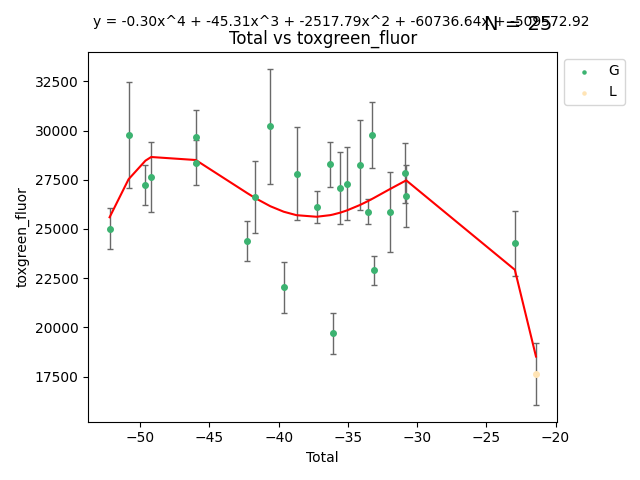 y = -0.30x^4 + -45.31x^3 + -2517.79x^2 + -60736.64x + -509572.92
N = 25
Total vs toxgreen_fluor
G
L
32500
30000
27500
25000
22500
20000
17500
toxgreen_fluor
−50 −45 −40 −35 −30 −25 −20
Total